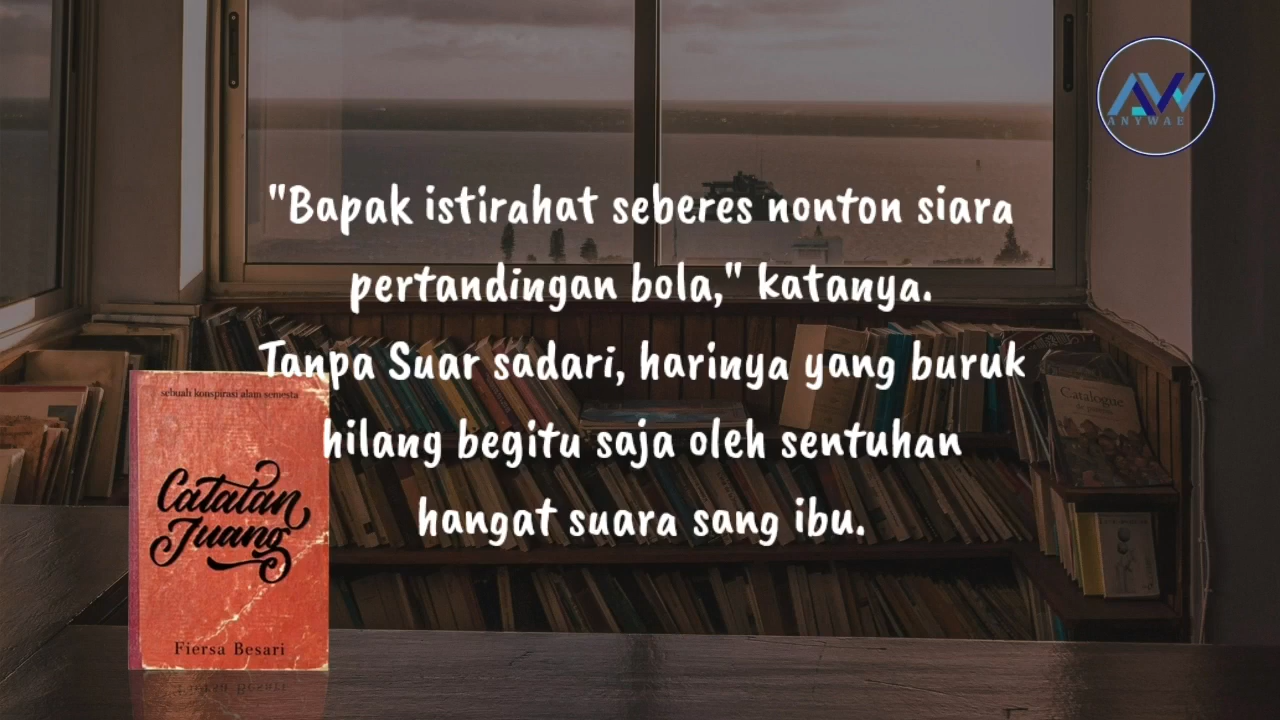 AW
ANYWAE
"Bapak istirahat seberes nonton siara
pertandingan bola," katanya.
Tanpa Suar sadari, harinya yang buruk
hilang begitu saja oleh sentuhan
hangat suara sang ibu.
sebuah konspirasi alam semesta
Catatan
Juang
Fiersa Besari
Catalogue